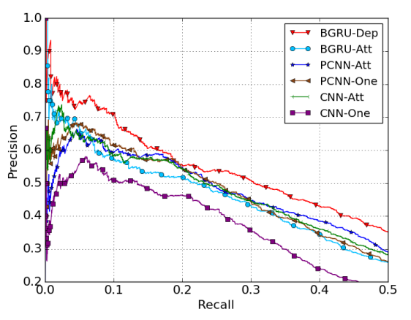 1.0
0.9
0.8
0.7
0.6
0.5
0.4
0.3
0.2
Precision
0.0
0.1
0.2
0.3
0.4
0.5
Recall
BGRU-Dep
BGRU-Att
PCNN-Att
PCNN-One
CNN-Att
CNN-One